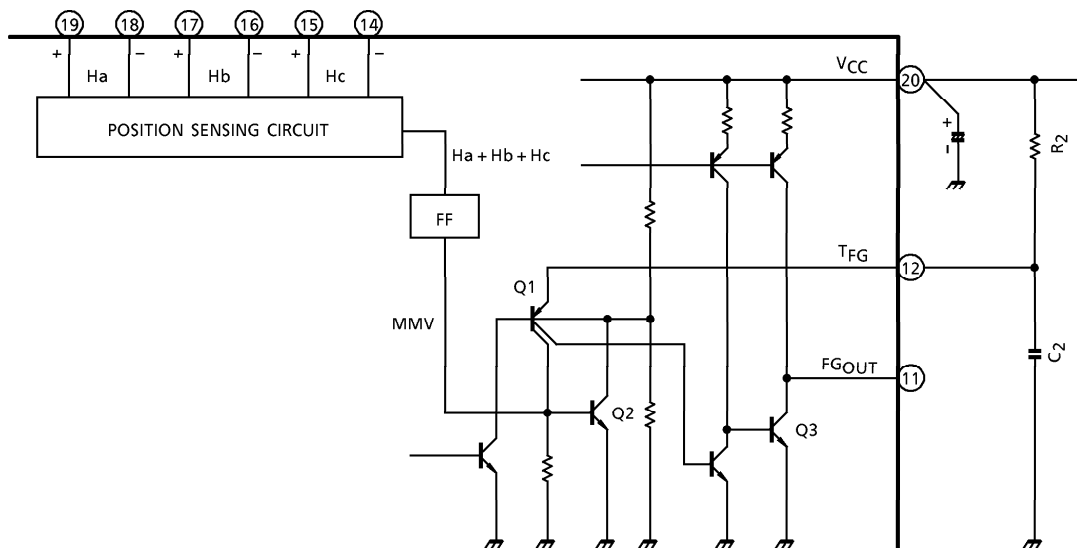 19 18 17 16 15 14
+ − + − + −
Ha Hb Hc
POSITION SENSING CIRCUIT
VCC
20
+
−
R2
Ha + Hb + Hc
FF
TFG
12
Q1
MMV
C2
FGOUT
11
Q2
Q3